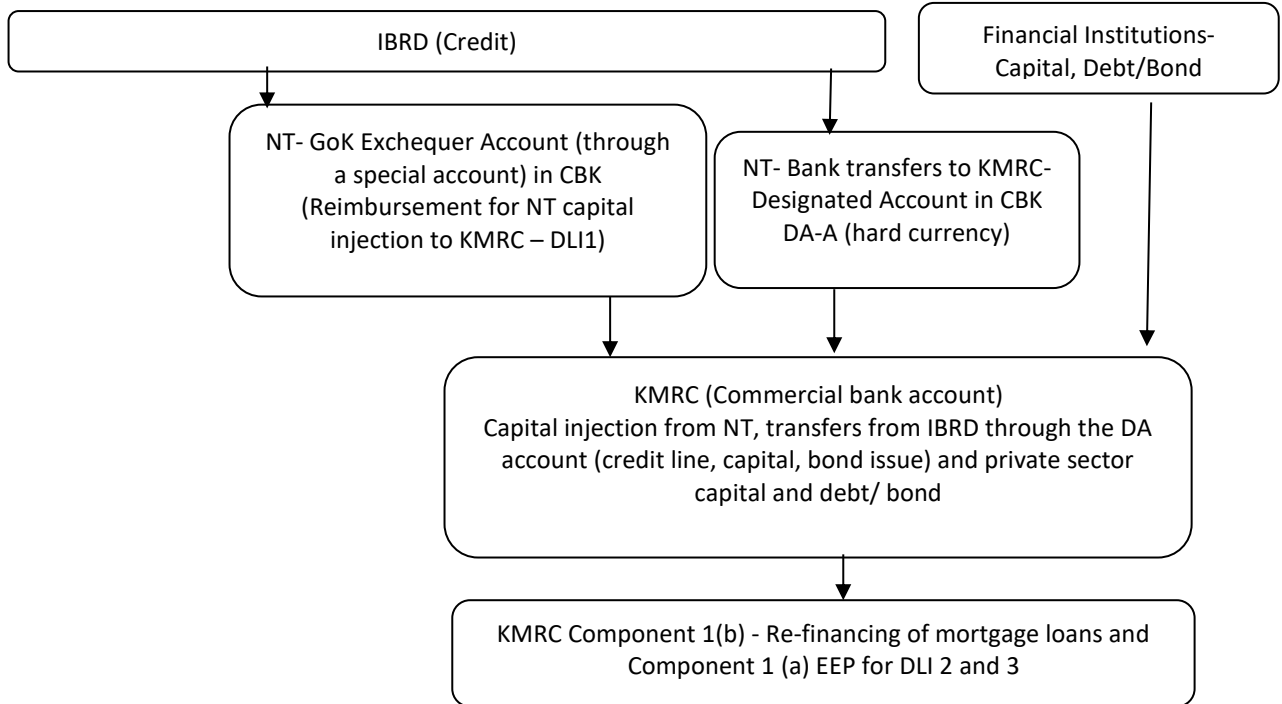 IBRD (Credit)
Financial Institutions-
Capital, Debt/Bond
NT- GoK Exchequer Account (through
a special account) in CBK
(Reimbursement for NT capital
injection to KMRC – DLI1)
NT- Bank transfers to KMRC-
Designated Account in CBK
DA-A (hard currency)
KMRC (Commercial bank account)
Capital injection from NT, transfers from IBRD through the DA
account (credit line, capital, bond issue) and private sector
capital and debt/ bond
KMRC Component 1(b) - Re-financing of mortgage loans and
Component 1 (a) EEP for DLI 2 and 3